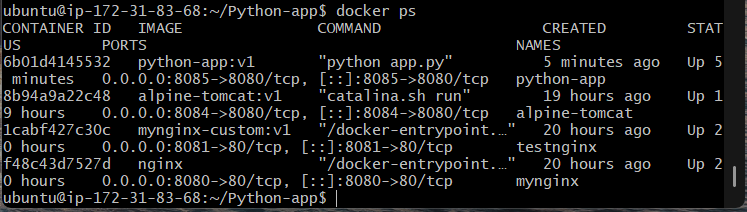 ubuntu@ip-172-31-83-68:~/Python-app$ docker ps
CONTAINER ID   IMAGE               COMMAND                  CREATED          STAT
US       PORTS                                         NAMES
6b01d4145532   python-app:v1       "python app.py"          5 minutes ago   Up 5
 minutes   0.0.0.0:8085->8080/tcp, [::]:8085->8080/tcp   python-app
8b94a9a22c48   alpine-tomcat:v1    "catalina.sh run"        19 hours ago    Up 1
9 hours    0.0.0.0:8084->8080/tcp, [::]:8084->8080/tcp   alpine-tomcat
1cabf427c30c   mynginx-custom:v1   "/docker-entrypoint.…"   20 hours ago    Up 2
0 hours    0.0.0.0:8081->80/tcp, [::]:8081->80/tcp       testnginx
f48c43d7527d   nginx               "/docker-entrypoint.…"   20 hours ago    Up 2
0 hours    0.0.0.0:8080->80/tcp, [::]:8080->80/tcp       mynginx
ubuntu@ip-172-31-83-68:~/Python-app$